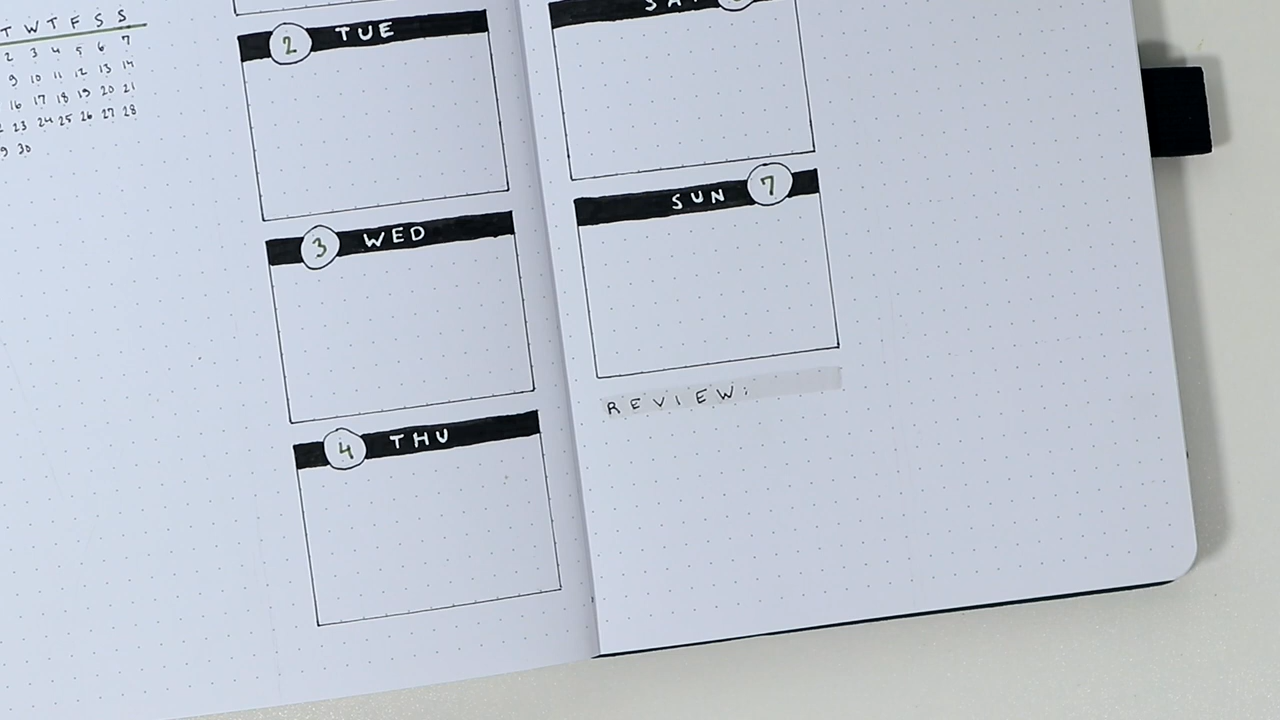 T W T F S S
2 3 4 5 6 7
9 10 11 12 13 14
16 17 18 19 20 21
23 24 25 26 27 28
30
2 TUE
3 WED
4 THU
7 SUN
REVIEW: